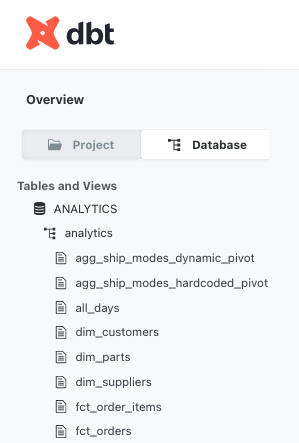 dbt
Overview
Project
Database
Tables and Views
ANALYTICS
analytics
agg_ship_modes_dynamic_pivot
agg_ship_modes_hardcoded_pivot
all_days
dim_customers
dim_parts
dim_suppliers
fct_order_items
fct_orders